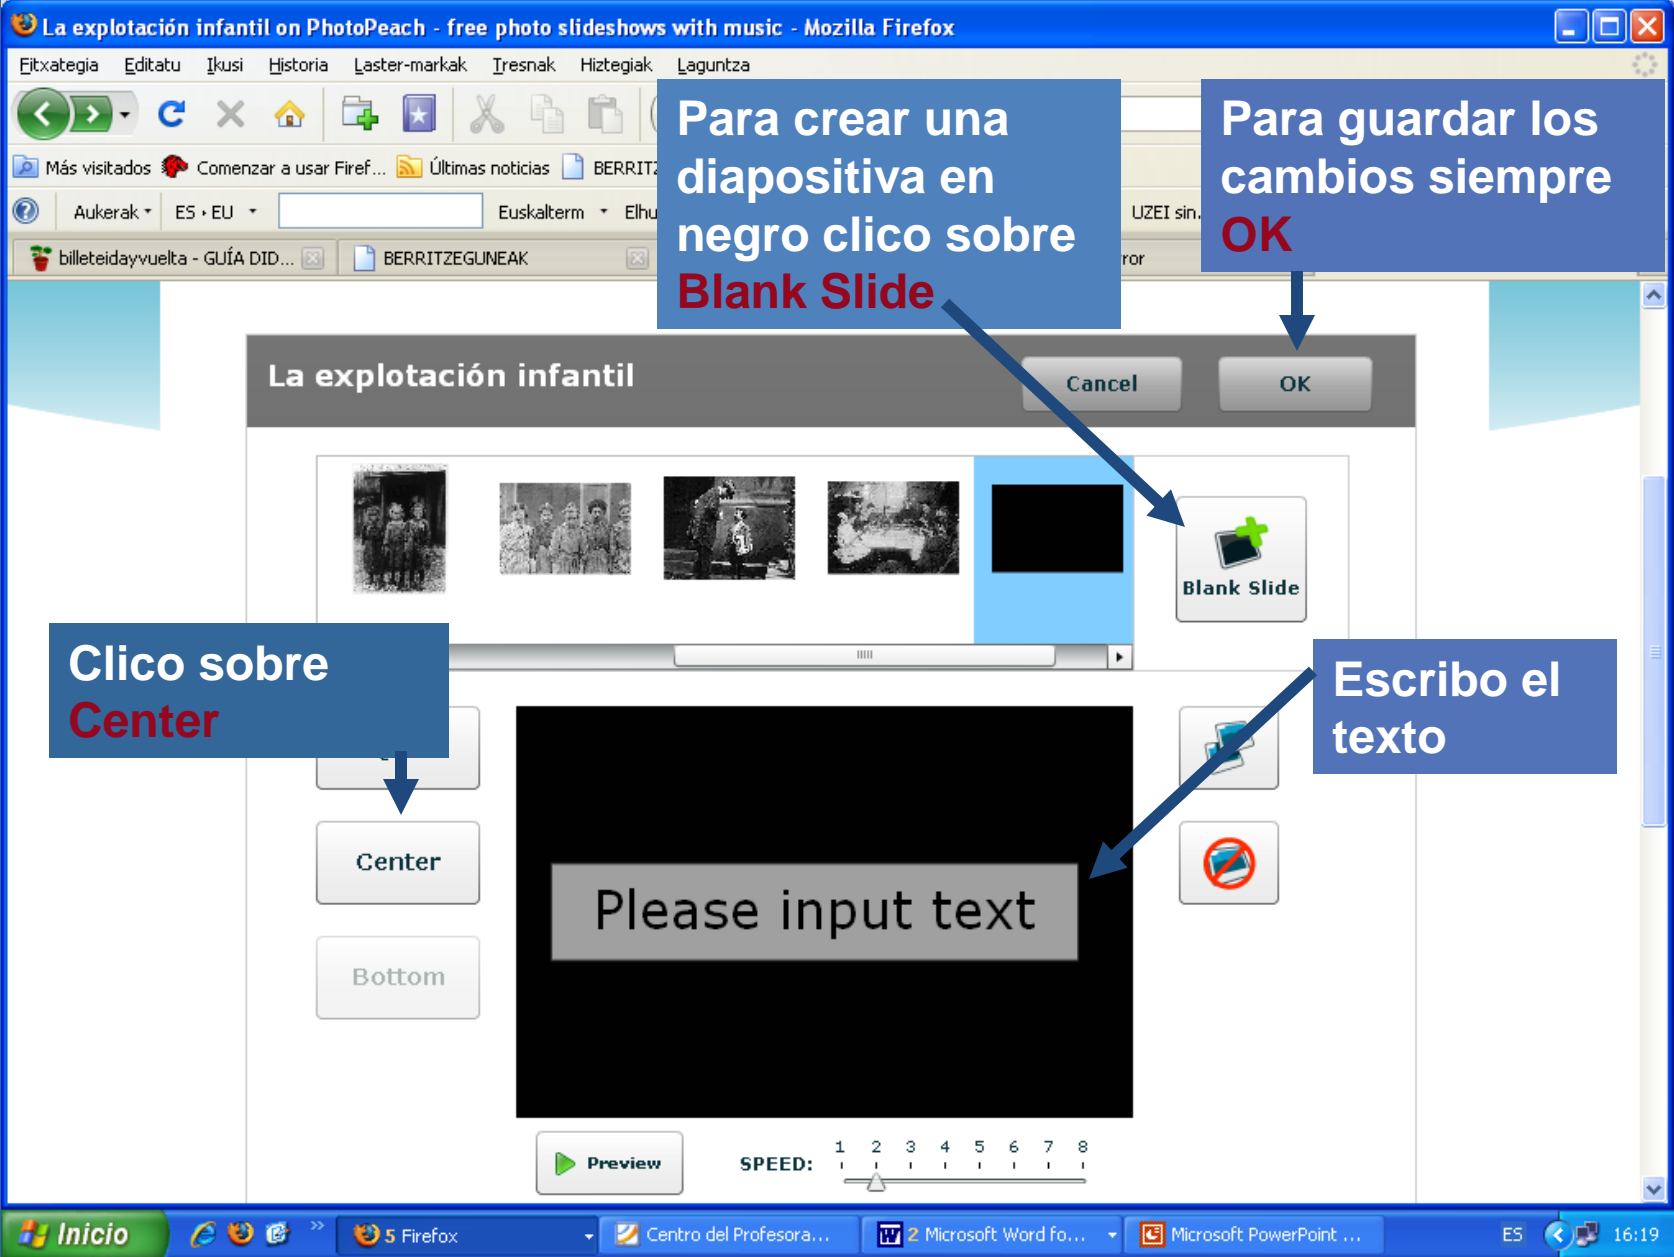 La explotación infantil on PhotoPeach - free photo slideshows with music - Mozilla Firefox
Fitxategia Editatu Ikusi Historia Laster-markak Tresnak Hiztegiak Laguntza
Más visitados Comenzar a usar Firef... Últimas noticias
Aukerak ES › EU Euskalterm UZEI sin.
billeteidayvuelta - GUÍA DID... BERRITZEGUNEAK
Para crear una
diapositiva en
negro clico sobre
Blank Slide
Para guardar los
cambios siempre
OK
La explotación infantil
Cancel OK
Blank Slide
Clico sobre
Center
Escribo el
texto
Center
Please input text
Bottom
Preview SPEED: 1 2 3 4 5 6 7 8
Inicio » 5 Firefox Centro del Profesora... 2 Microsoft Word fo... Microsoft PowerPoint ... ES 16:19